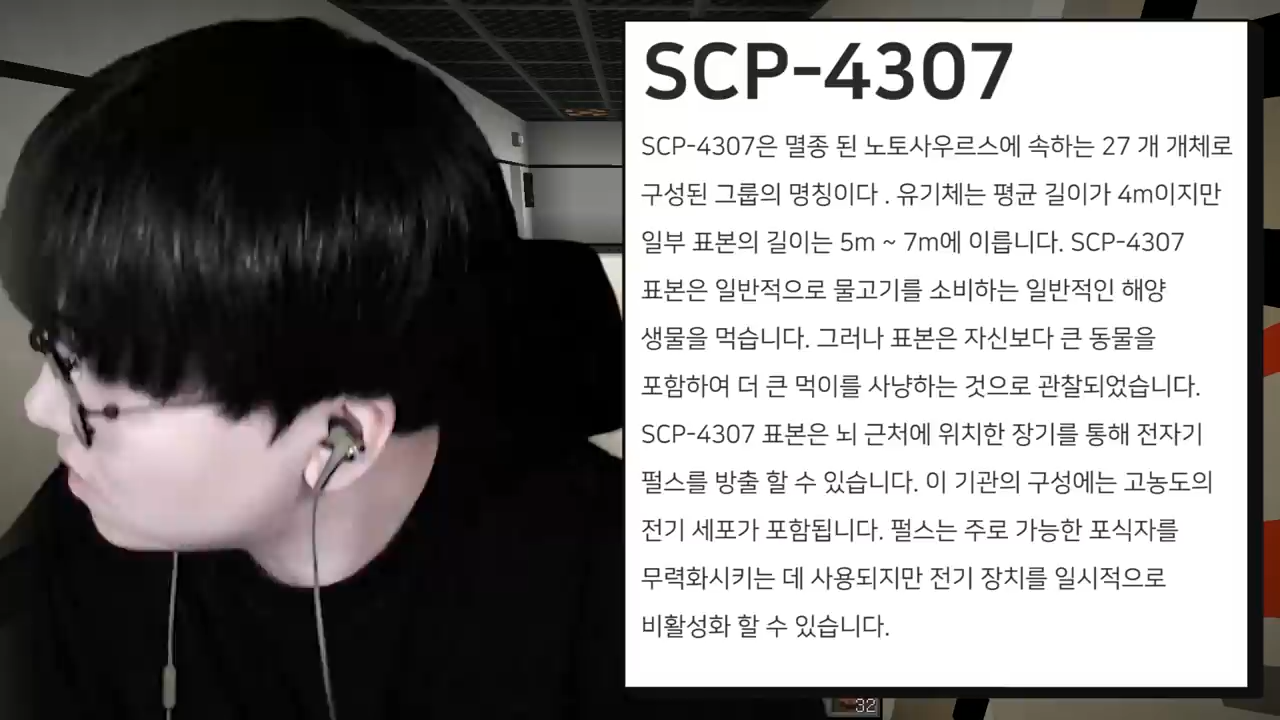 SCP-4307
SCP-4307은 멸종 된 노토사우르스에 속하는 27 개 개체로
구성된 그룹의 명칭이다 . 유기체는 평균 길이가 4m이지만
일부 표본의 길이는 5m ~ 7m에 이릅니다. SCP-4307
표본은 일반적으로 물고기를 소비하는 일반적인 해양
생물을 먹습니다. 그러나 표본은 자신보다 큰 동물을
포함하여 더 큰 먹이를 사냥하는 것으로 관찰되었습니다.
SCP-4307 표본은 뇌 근처에 위치한 장기를 통해 전자기
펄스를 방출 할 수 있습니다. 이 기관의 구성에는 고농도의
전기 세포가 포함됩니다. 펄스는 주로 가능한 포식자를
무력화시키는 데 사용되지만 전기 장치를 일시적으로
비활성화 할 수 있습니다.
32